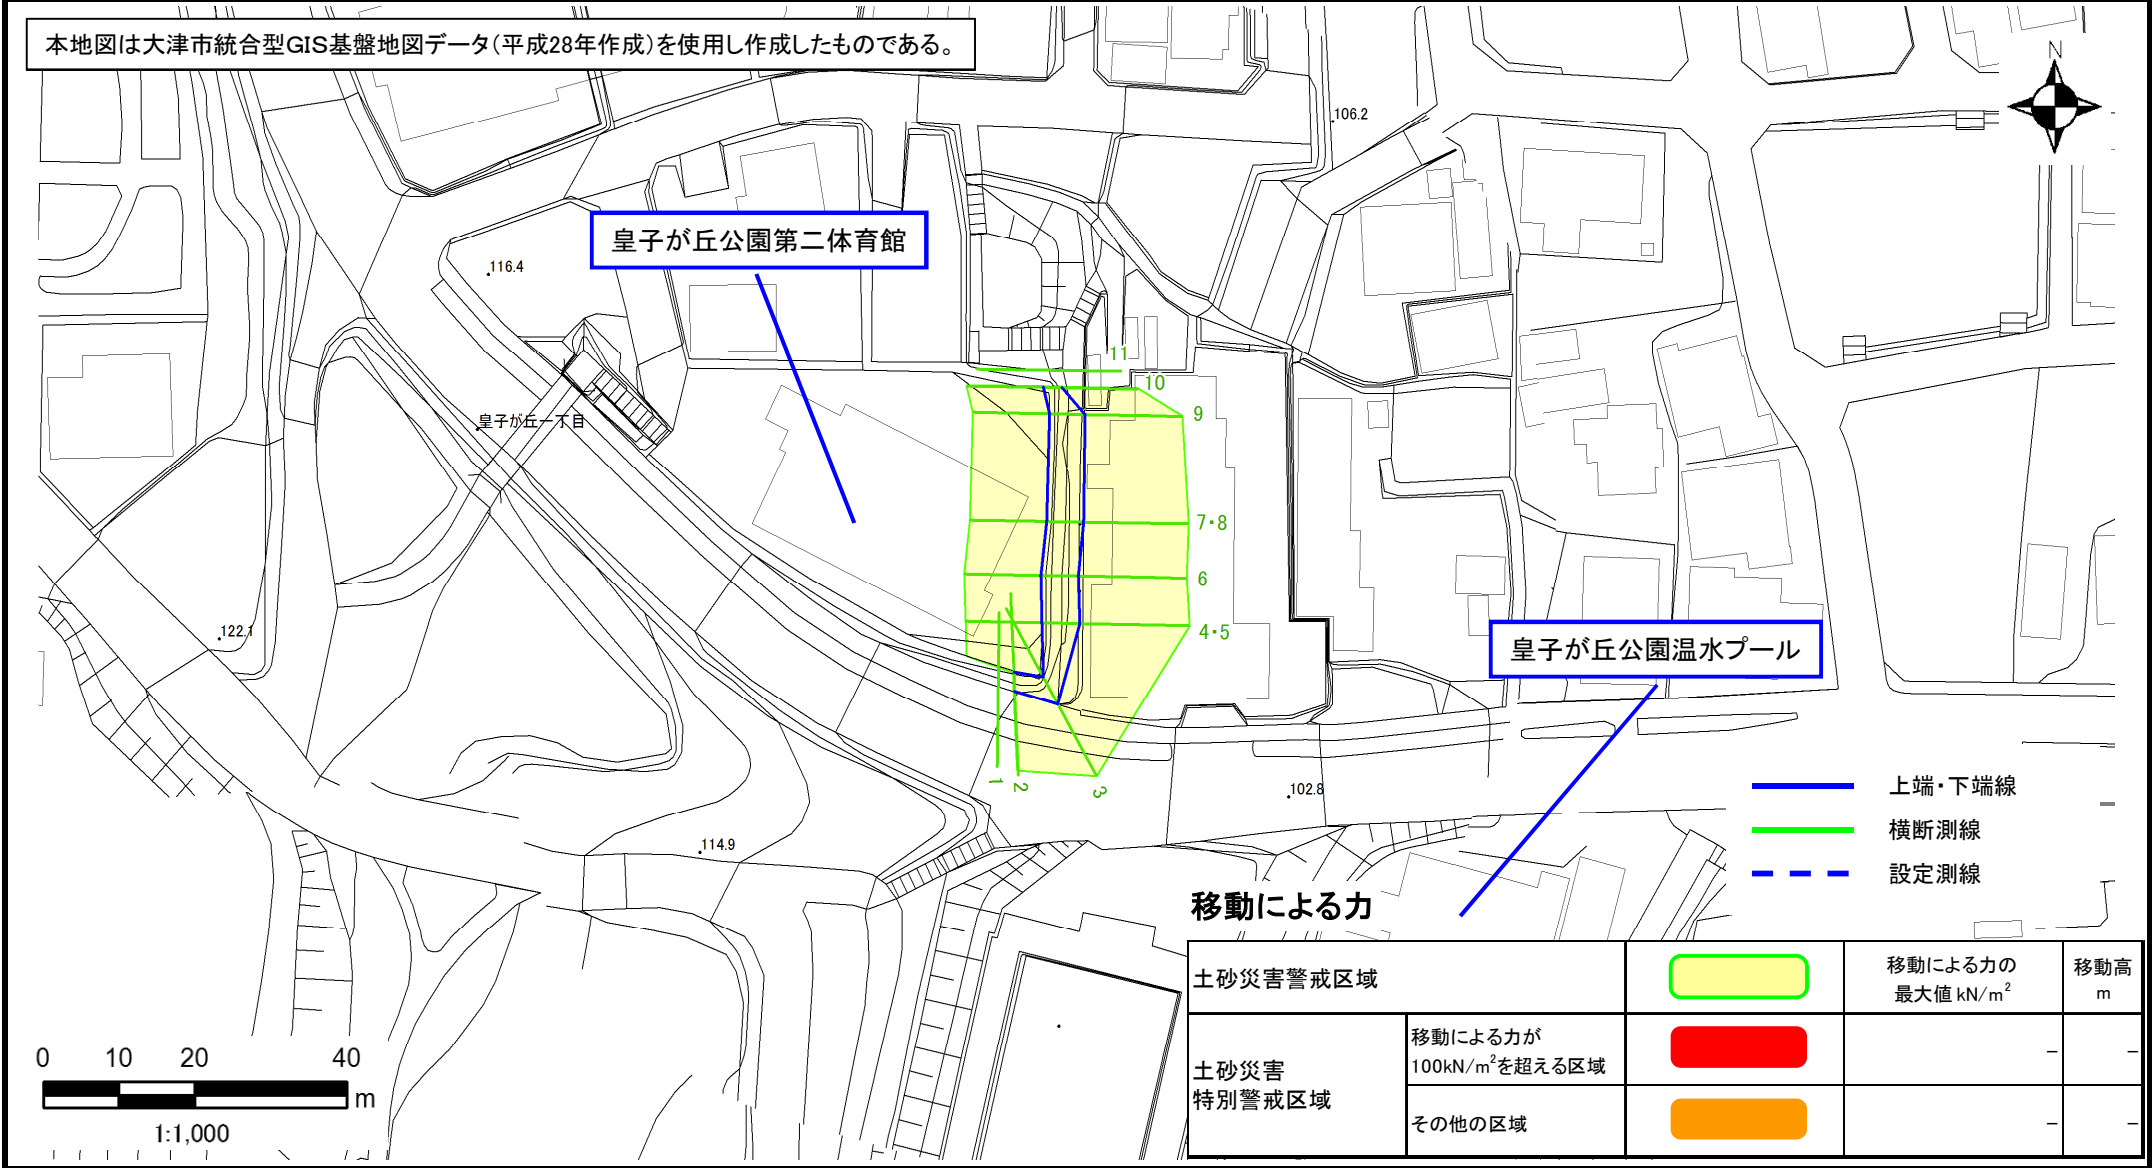 本地図は大津市統合型GIS基盤地図データ(平成28年作成)を使用し作成したものである。
N
106.2
皇子が丘公園第二体育館
116.4
11
10
9
皇子が丘一丁目
7・8
6
4・5
122.1
皇子が丘公園温水プール
1
2
3
102.8
上端・下端線
横断測線
設定測線
114.9
移動による力
土砂災害警戒区域
移動による力の
最大値 kN/m²
移動高
m
土砂災害
特別警戒区域
移動による力が
100kN/m²を超える区域
－
－
その他の区域
－
－
0 10 20 40
m
1:1,000